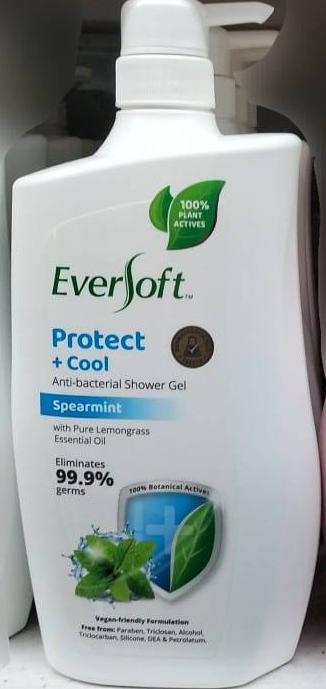 100%
PLANT
ACTIVES
EverSoft™
Protect
+ Cool
Anti-bacterial Shower Gel
Spearmint
with Pure Lemongrass
Essential Oil
Eliminates
99.9%
germs
100% Botanical Actives
Vegan-friendly Formulation
Free from: Paraben, Triclosan, Alcohol,
Triclocarban, Silicone, DEA & Petrolatum.